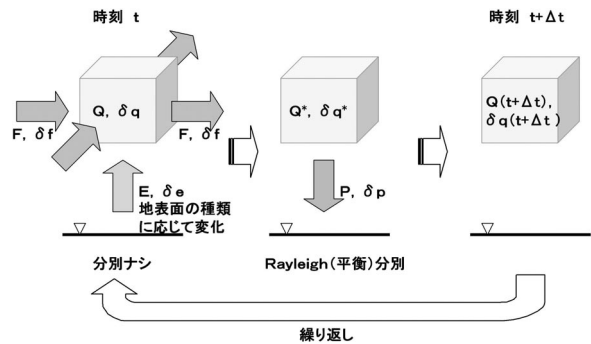 時刻 t
時刻 t+Δt
Q, δq
Q*, δq*
Q(t+Δt),
δq(t+Δt)
F, δf
F, δf
E, δe
地表面の種類
に応じて変化
P, δp
分別ナシ
Rayleigh(平衡)分別
繰り返し